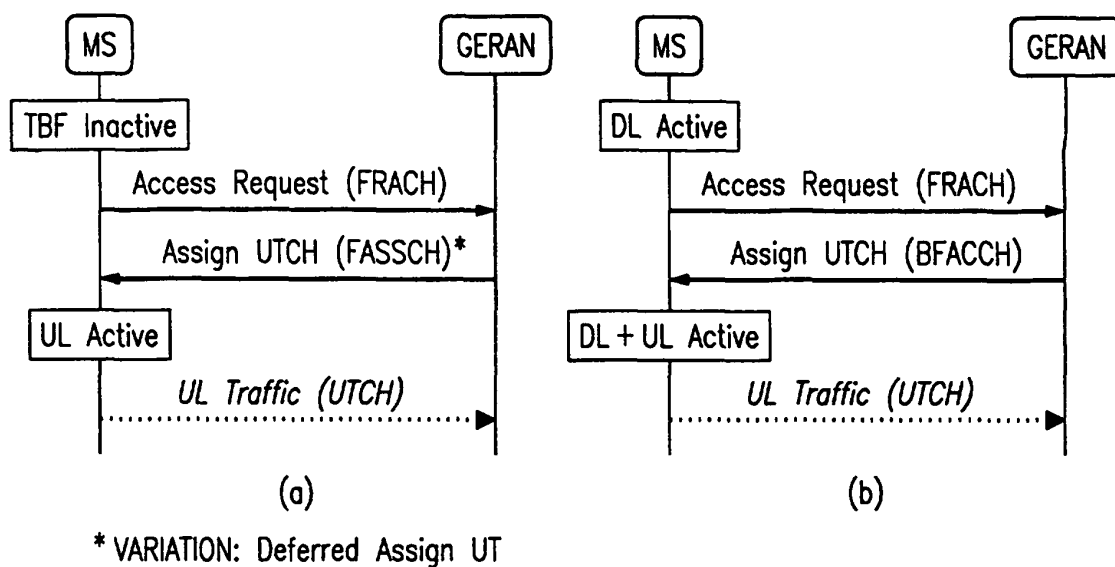 MS
GERAN
TBF Inactive
Access Request (FRACH)
Assign UTCH (FASSCH)*
UL Active
UL Traffic (UTCH)
(a)
MS
GERAN
DL Active
Access Request (FRACH)
Assign UTCH (BFACCH)
DL + UL Active
UL Traffic (UTCH)
(b)
* VARIATION: Deferred Assign UT